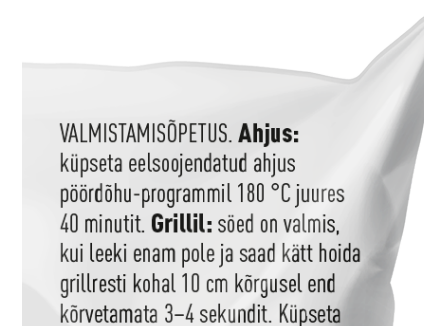 VALMISTAMISÕPETUS. Ahjus:
küpseta eelsoojendatud ahjus
pöördõhu-programmil 180 °C juures
40 minutit. Grillil: söed on valmis,
kui leeki enam pole ja saad kätt hoida
grillresti kohal 10 cm kõrgusel end
kõrvetamata 3–4 sekundit. Küpseta